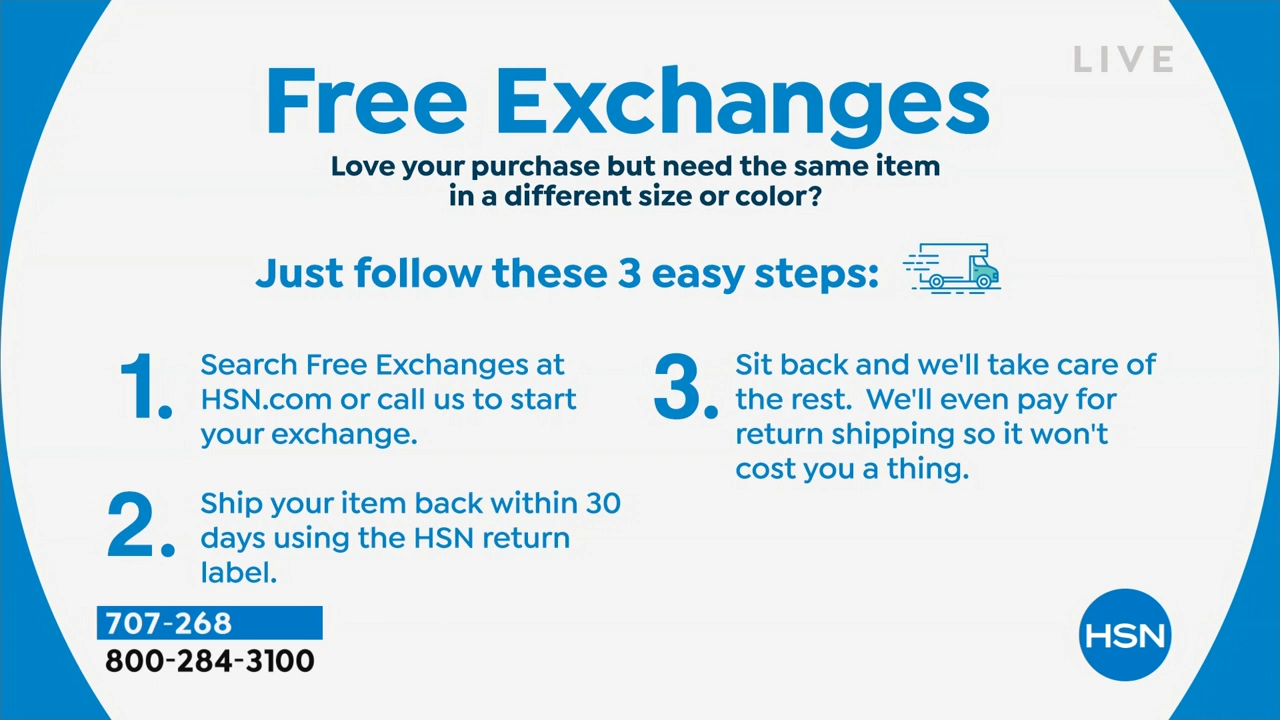 LIVE
Free Exchanges
Love your purchase but need the same item
in a different size or color?
Just follow these 3 easy steps:
1. Search Free Exchanges at
HSN.com or call us to start
your exchange.
2. Ship your item back within 30
days using the HSN return
label.
3. Sit back and we'll take care of
the rest.  We'll even pay for
return shipping so it won't
cost you a thing.
707-268
800-284-3100
HSN